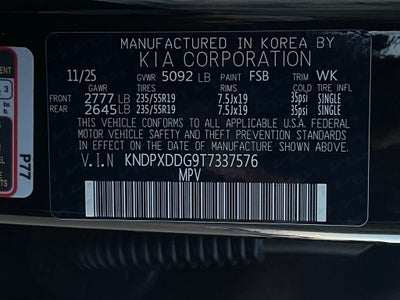 MANUFACTURED IN KOREA BY
KIA CORPORATION
11/25 GVWR 5092 LB PAINT FSB TRIM WK
TIRES RIMS COLD TIRE INFL
FRONT 2777 LB 235/55R19 7.5Jx19 35psi SINGLE
REAR 2645 LB 235/55R19 7.5Jx19 35psi SINGLE
THIS VEHICLE CONFORMS TO ALL APPLICABLE U.S.A. FEDERAL
MOTOR VEHICLE SAFETY AND THEFT PREVENTION STANDARDS
IN EFFECT ON THE DATE OF MANUFACTURE SHOWN ABOVE.
V.I.N KNDPXDDG9T7337576
MPV
3
P77